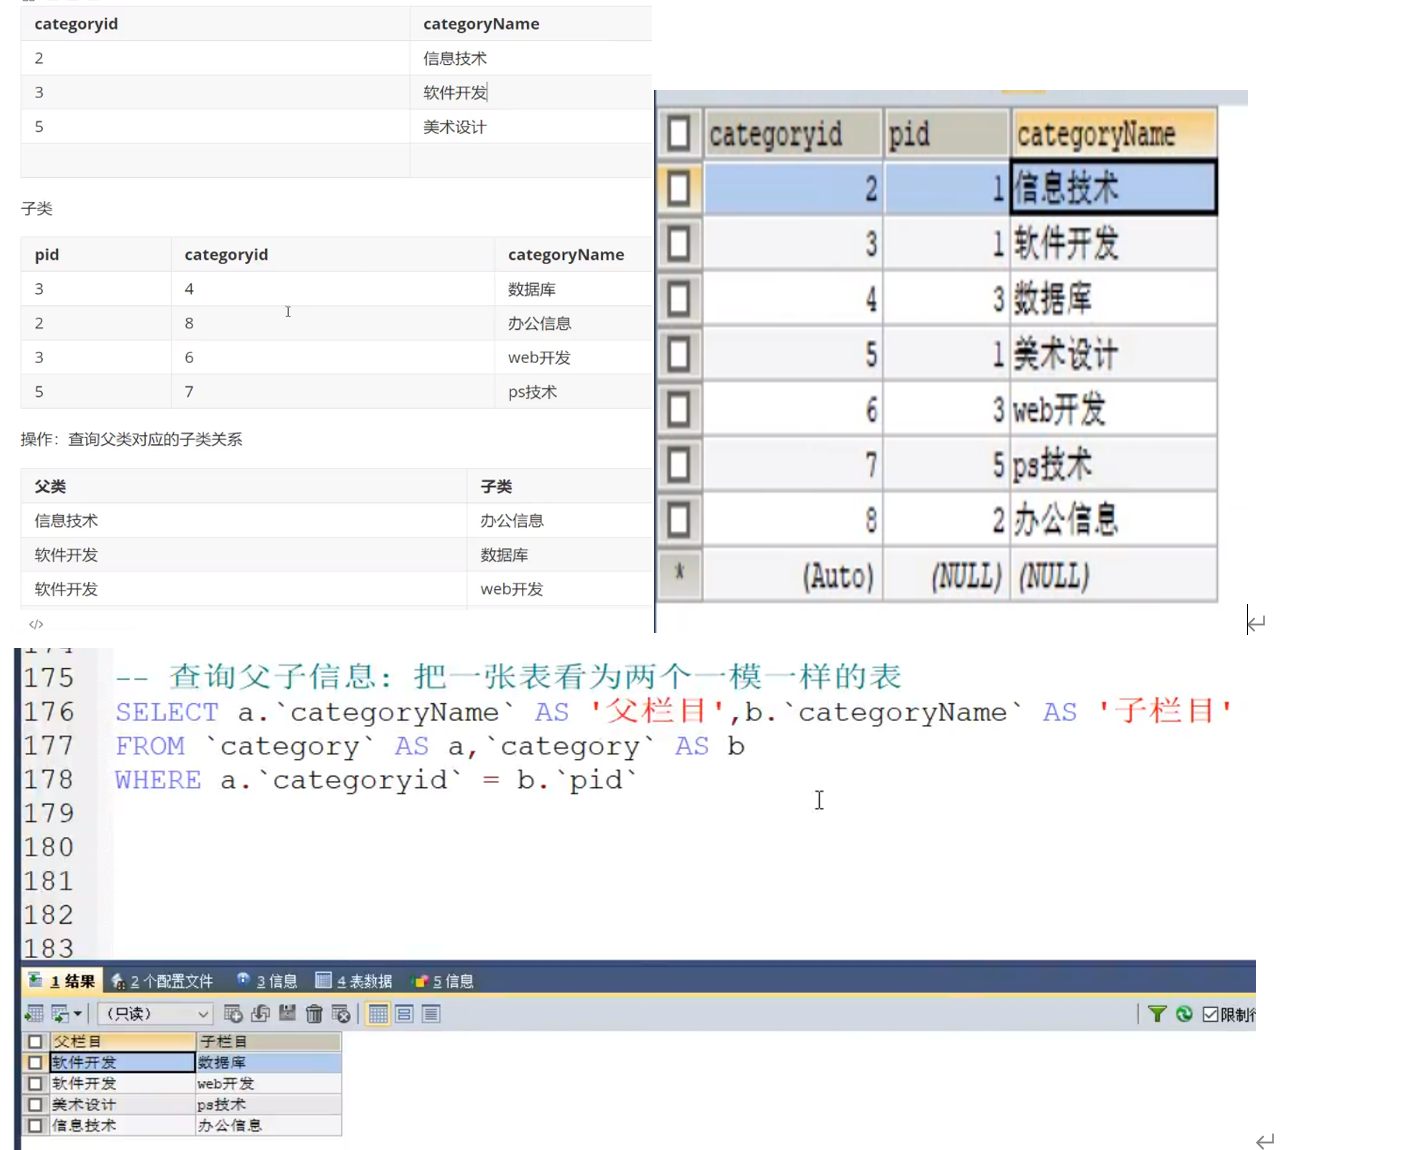 categoryid categoryName
2 信息技术
3 软件开发
5 美术设计
子类
pid categoryid categoryName
3 4 数据库
2 8 办公信息
3 6 web开发
5 7 ps技术
操作：查询父类对应的子类关系
父类 子类
信息技术 办公信息
软件开发 数据库
软件开发 web开发
</>
categoryid pid categoryName
2 1 信息技术
3 1 软件开发
4 3 数据库
5 1 美术设计
6 3 web开发
7 5 ps技术
8 2 办公信息
* (Auto) (NULL) (NULL)
174
175 -- 查询父子信息：把一张表看为两个一模一样的表
176 SELECT a.`categoryName` AS '父栏目',b.`categoryName` AS '子栏目'
177 FROM `category` AS a,`category` AS b
178 WHERE a.`categoryid` = b.`pid`
179
180
181
182
183
1 结果 2 个配置文件 3 信息 4 表数据 5 信息
（只读） 限制行
父栏目 子栏目
软件开发 数据库
软件开发 web开发
美术设计 ps技术
信息技术 办公信息